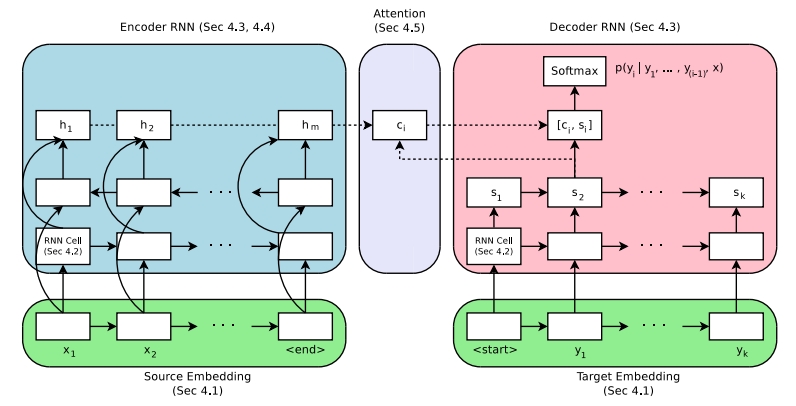 Encoder RNN (Sec 4.3, 4.4)
Attention
(Sec 4.5)
Decoder RNN (Sec 4.3)
Softmax
p(y_i | y_1, ... , y_(i-1), x)
h_1
h_2
h_m
c_i
[c_i, s_i]
. . .
s_1
s_2
. . .
s_k
RNN Cell
(Sec 4.2)
. . .
RNN Cell
(Sec 4.2)
. . .
. . .
. . .
x_1
x_2
<end>
<start>
y_1
y_k
Source Embedding
(Sec 4.1)
Target Embedding
(Sec 4.1)